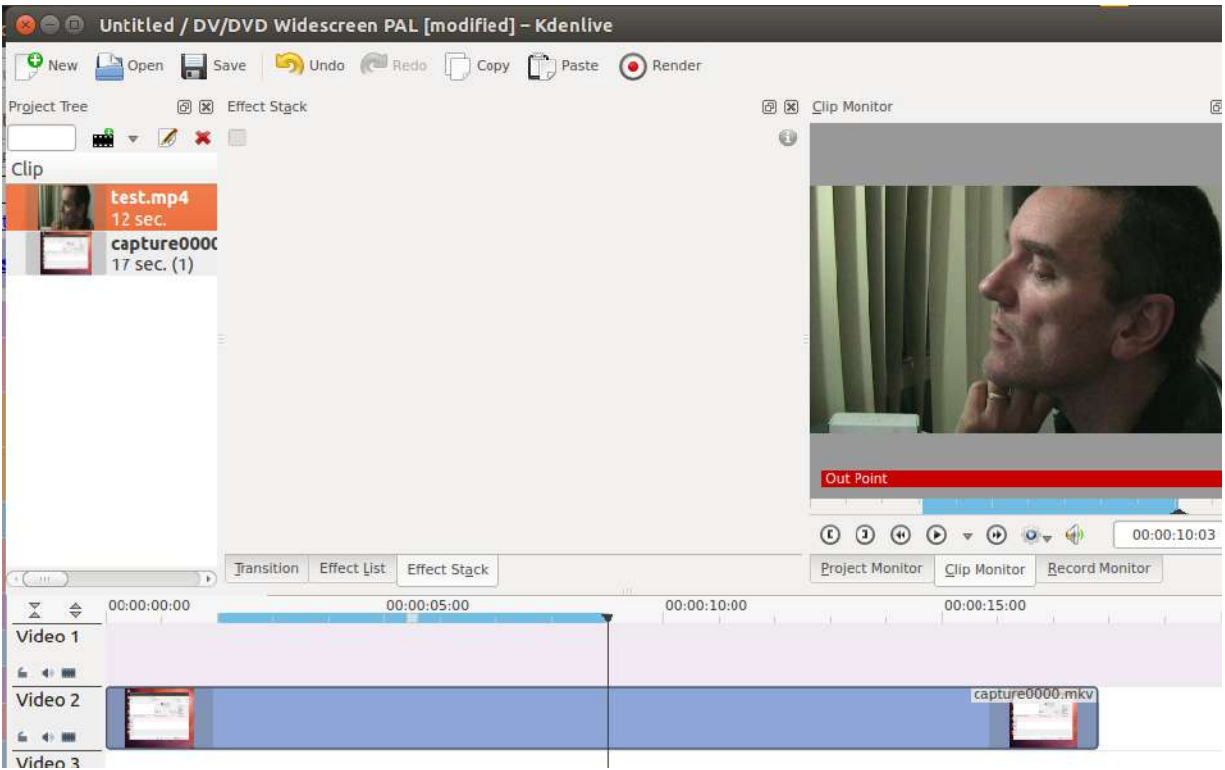 Untitled / DV/DVD Widescreen PAL [modified] – Kdenlive
New Open Save Undo Redo Copy Paste Render
Project Tree
Effect Stack
Clip Monitor
Clip
test.mp4
12 sec.
capture0000
17 sec. (1)
Out Point
00:00:10:03
Transition Effect List Effect Stack
Project Monitor Clip Monitor Record Monitor
00:00:00:00 00:00:05:00 00:00:10:00 00:00:15:00
Video 1
Video 2
capture0000.mkv
Video 3